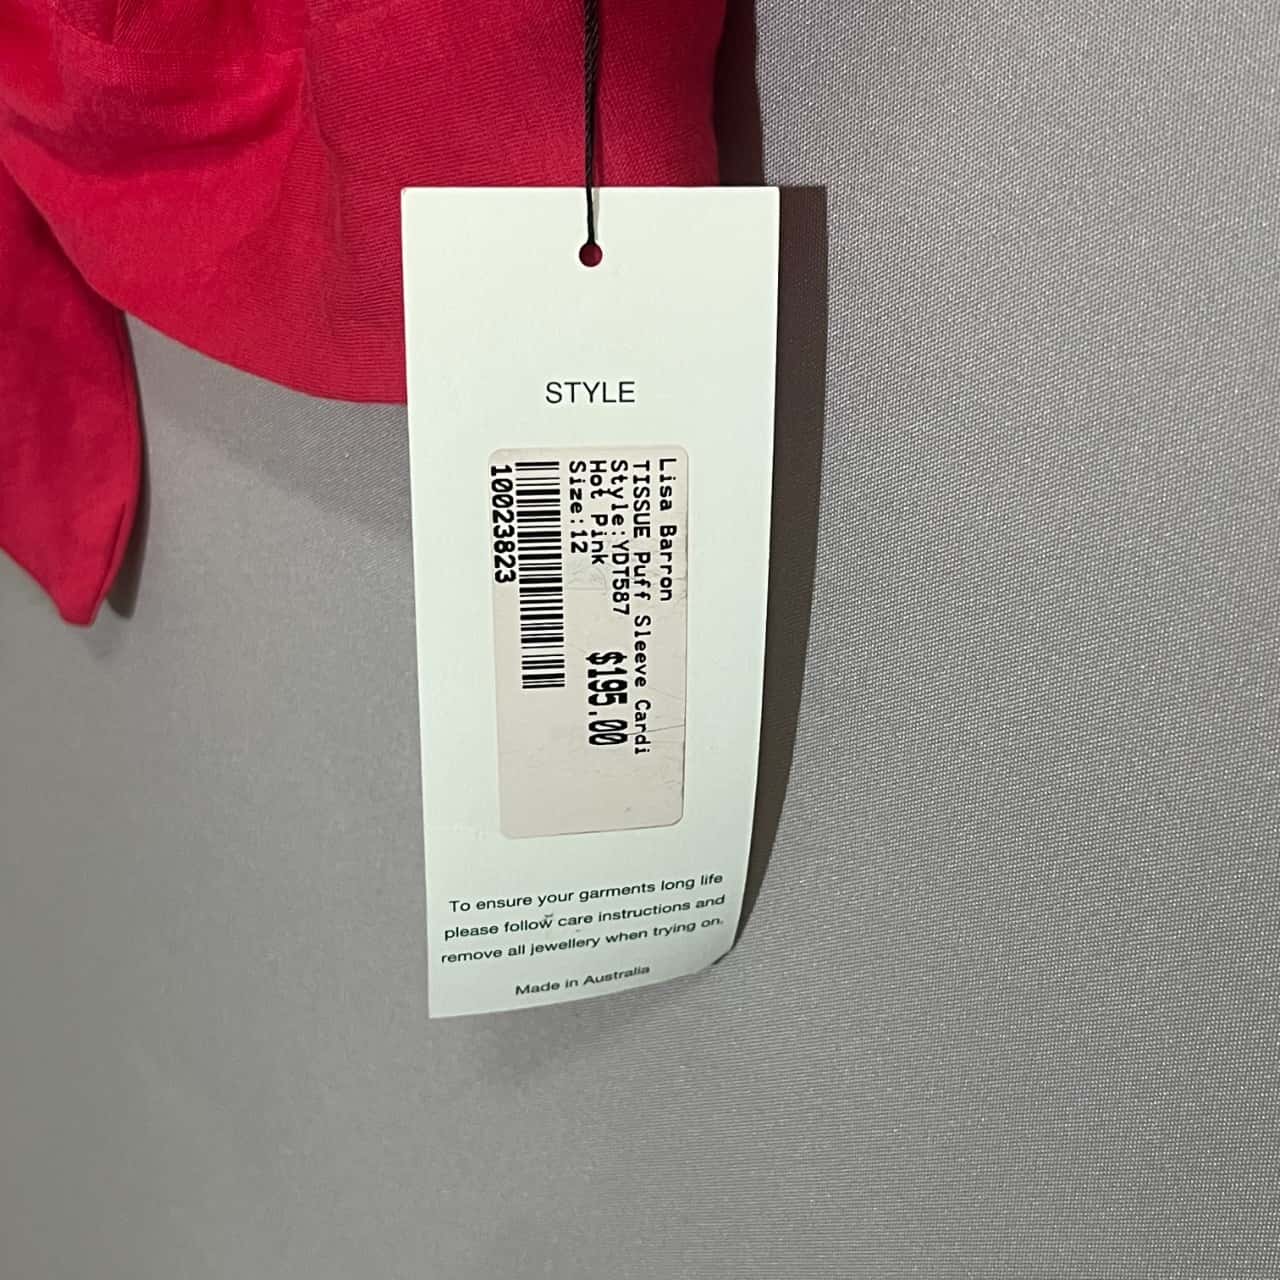 STYLE
Lisa Barron
TISSUE Puff Sleeve Cardi
Style:YDT587
Hot Pink $195.00
Size:12
10023823
To ensure your garments long life
please follow care instructions and
remove all jewellery when trying on.
Made in Australia